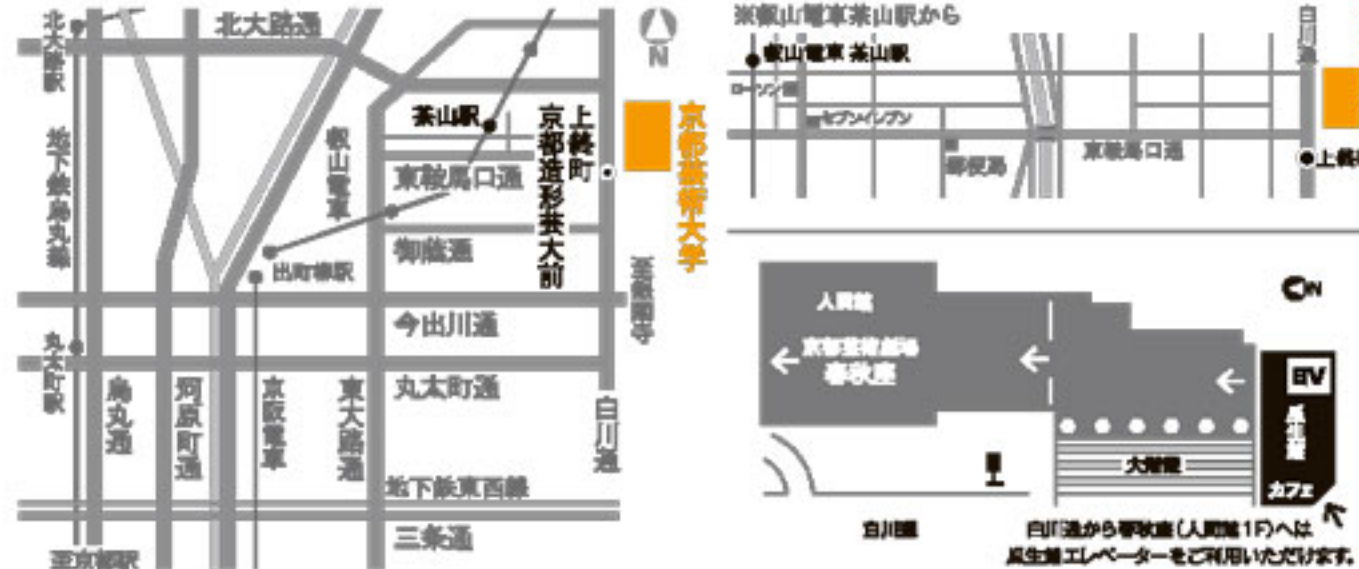 北大路駅
北大路通
N
地下鉄烏丸線
叡山電車
茶山駅
上終町
京都造形芸大前
京都芸術大学
東鞍馬口通
御蔭通
出町柳駅
至銀閣寺
今出川通
丸太町駅
丸太町通
烏丸通
河原町通
京阪電車
東大路通
白川通
地下鉄東西線
三条通
至京都駅
※叡山電車茶山駅から
叡山電車 茶山駅
白川通
ローソン
セブンイレブン
郵便局
東鞍馬口通
上終町
N
人間館
京都芸術劇場
春秋座
EV
瓜生館
大階段
カフェ
白川通
白川通から春秋座(人間館1F)へは
瓜生館エレベーターをご利用いただけます。